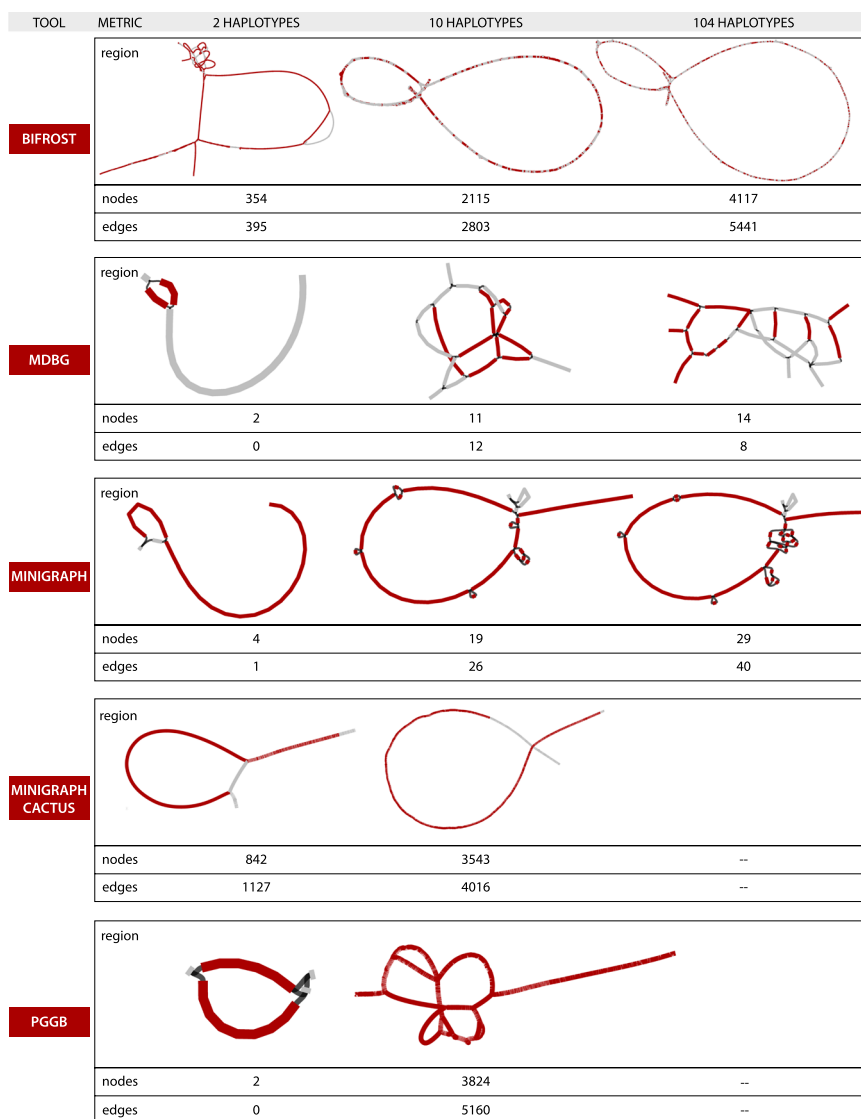 TOOL METRIC 2 HAPLOTYPES 10 HAPLOTYPES 104 HAPLOTYPES
region
BIFROST
nodes 354 2115 4117
edges 395 2803 5441
region
MDBG
nodes 2 11 14
edges 0 12 8
region
MINIGRAPH
nodes 4 19 29
edges 1 26 40
region
MINIGRAPH
CACTUS
nodes 842 3543 --
edges 1127 4016 --
region
PGGB
nodes 2 3824 --
edges 0 5160 --